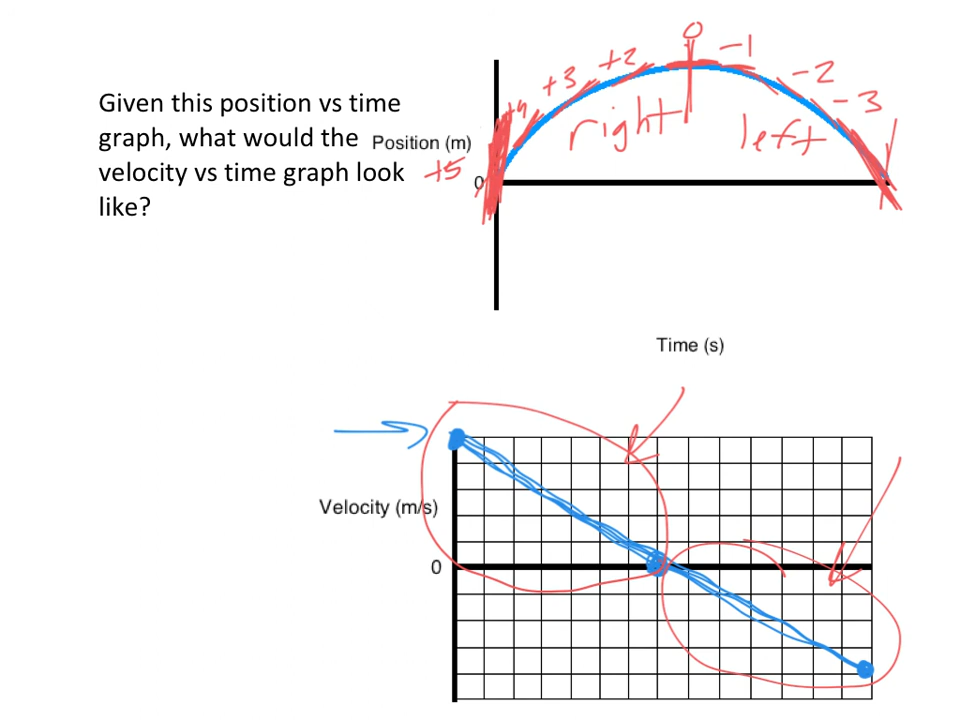 Given this position vs time
graph, what would the
velocity vs time graph look
like?
Position (m)
0
+5
+4
+3
+2
0
-1
-2
-3
right
left
Time (s)
Velocity (m/s)
0